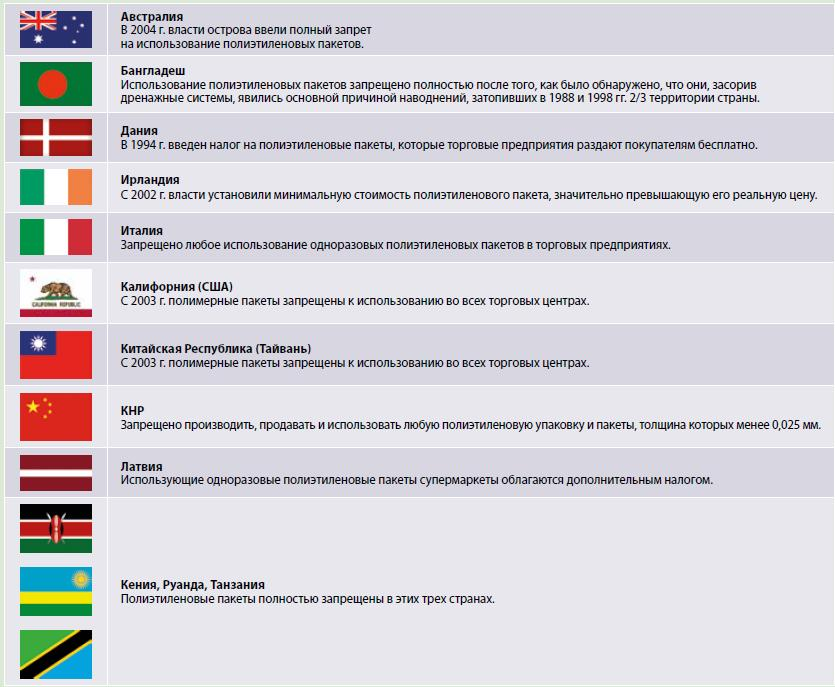 Австралия
В 2004 г. власти острова ввели полный запрет
на использование полиэтиленовых пакетов.
Бангладеш
Использование полиэтиленовых пакетов запрещено полностью после того, как было обнаружено, что они, засорив
дренажные системы, явились основной причиной наводнений, затопивших в 1988 и 1998 гг. 2/3 территории страны.
Дания
В 1994 г. введен налог на полиэтиленовые пакеты, которые торговые предприятия раздают покупателям бесплатно.
Ирландия
С 2002 г. власти установили минимальную стоимость полиэтиленового пакета, значительно превышающую его реальную цену.
Италия
Запрещено любое использование одноразовых полиэтиленовых пакетов в торговых предприятиях.
CALIFORNIA REPUBLIC
Калифорния (США)
С 2003 г. полимерные пакеты запрещены к использованию во всех торговых центрах.
Китайская Республика (Тайвань)
С 2003 г. полимерные пакеты запрещены к использованию во всех торговых центрах.
КНР
Запрещено производить, продавать и использовать любую полиэтиленовую упаковку и пакеты, толщина которых менее 0,025 мм.
Латвия
Использующие одноразовые полиэтиленовые пакеты супермаркеты облагаются дополнительным налогом.
Кения, Руанда, Танзания
Полиэтиленовые пакеты полностью запрещены в этих трех странах.